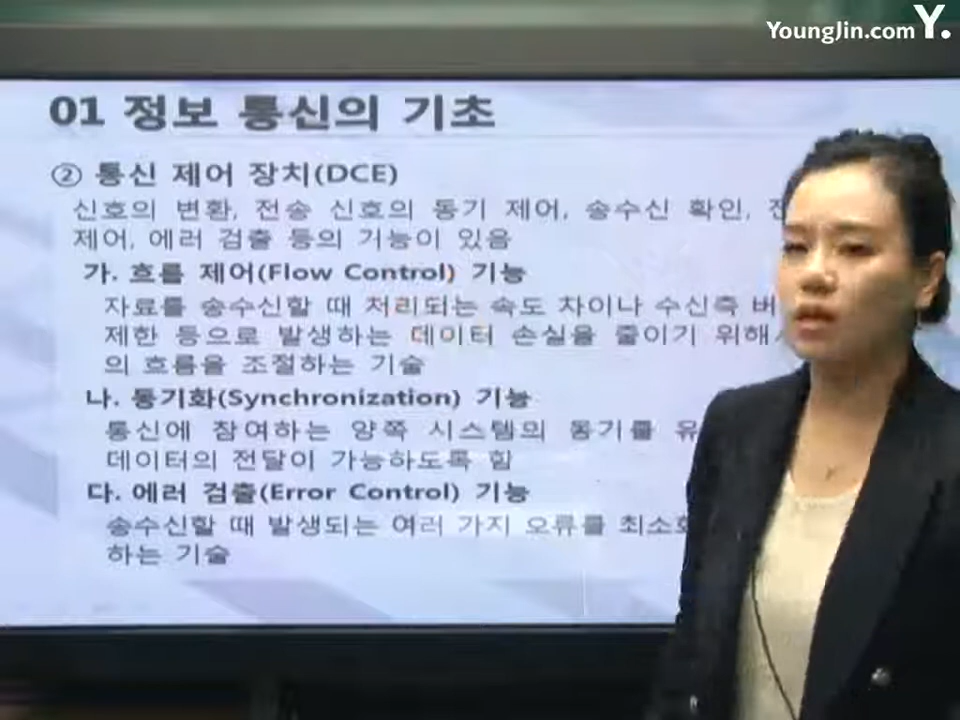 YoungJin.com Y.
01 정보 통신의 기초
② 통신 제어 장치(DCE)
신호의 변환, 전송 신호의 동기 제어, 송수신 확인,
제어, 에러 검출 등의 기능이 있음
가. 흐름 제어(Flow Control) 기능
자료를 송수신할 때 처리되는 속도 차이나 수신측 버
제한 등으로 발생하는 데이터 손실을 줄이기 위해
의 흐름을 조절하는 기술
나. 동기화(Synchronization) 기능
통신에 참여하는 양쪽 시스템의 동기를 유
데이터의 전달이 가능하도록 함
다. 에러 검출(Error Control) 기능
송수신할 때 발생되는 여러 가지 오류를 최소화
하는 기술